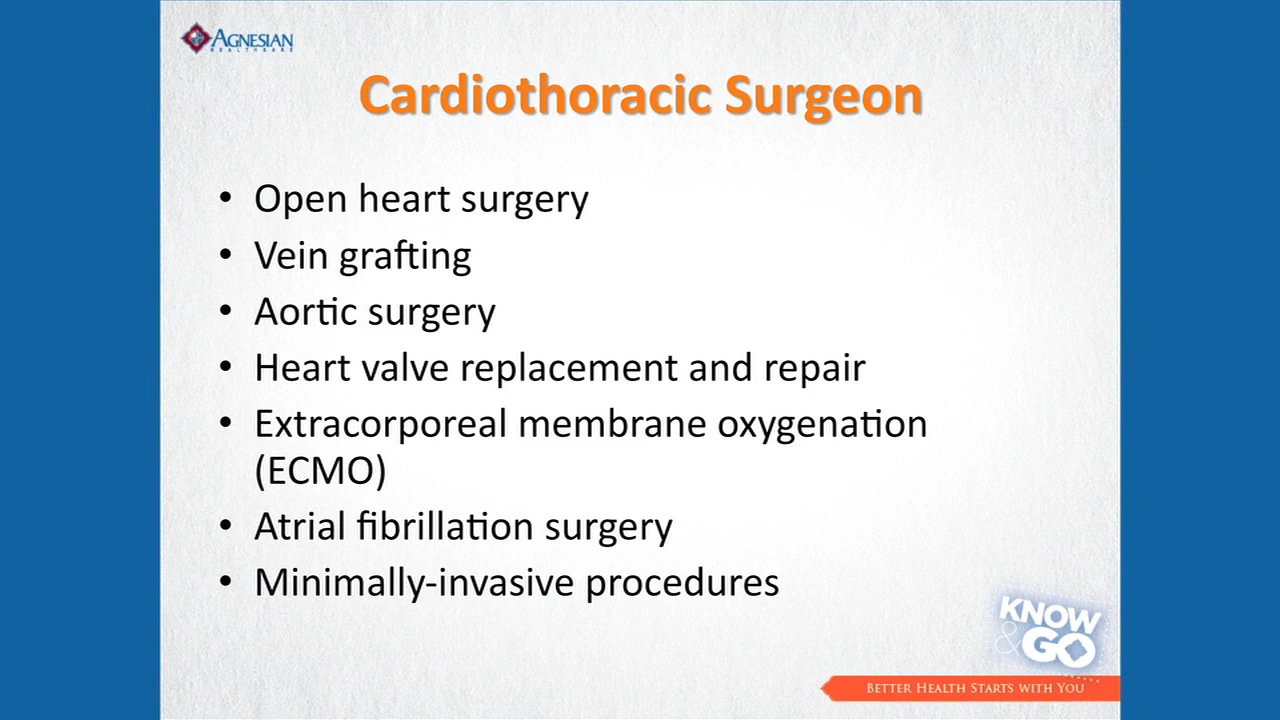 AGNESIAN
HEALTHCARE
Cardiothoracic Surgeon
• Open heart surgery
• Vein grafting
• Aortic surgery
• Heart valve replacement and repair
• Extracorporeal membrane oxygenation
(ECMO)
• Atrial fibrillation surgery
• Minimally-invasive procedures
KNOW
& GO
BETTER HEALTH STARTS WITH YOU